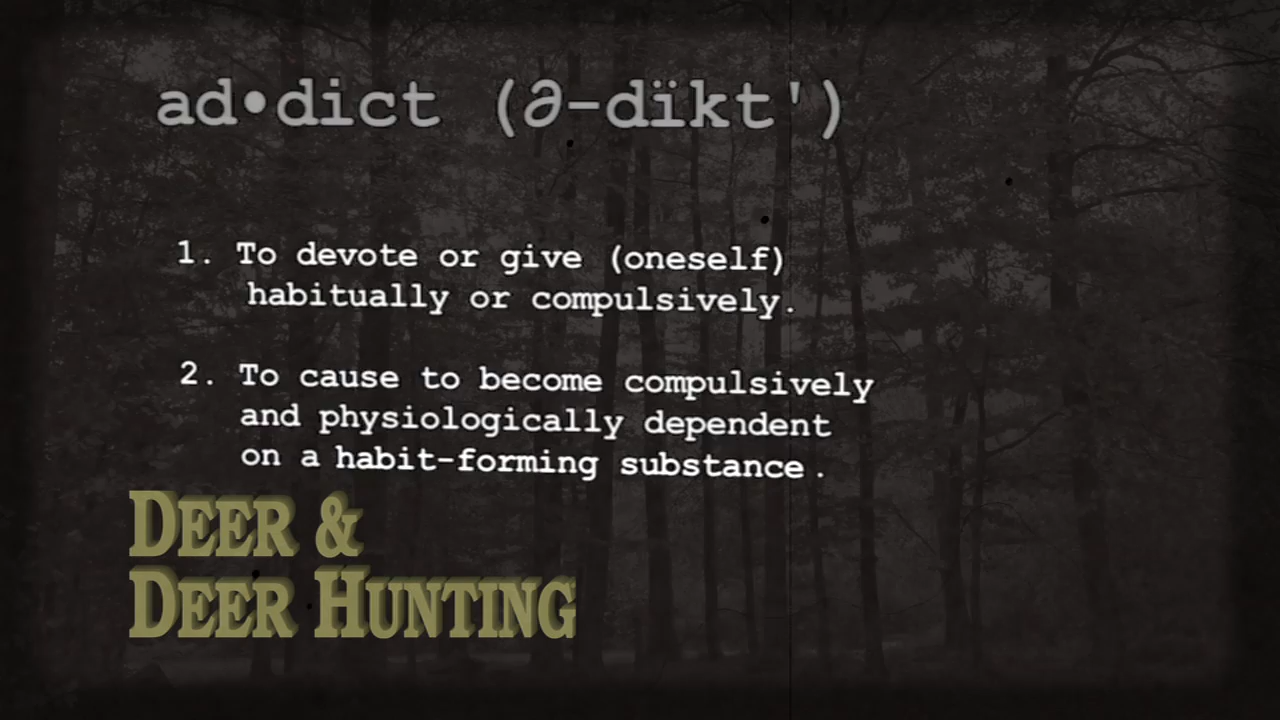 ad•dict (∂-dïkt')
1. To devote or give (oneself)
habitually or compulsively.
2. To cause to become compulsively
and physiologically dependent
on a habit-forming substance .
DEER &
DEER HUNTING